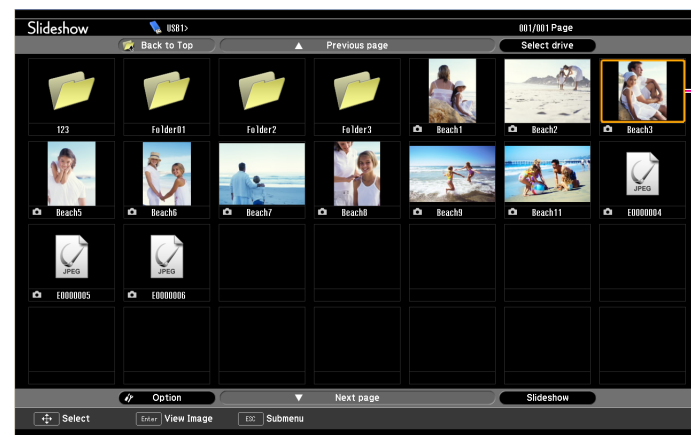 Slideshow USB1> 001/001 Page
Back to Top ▲ Previous page Select drive
123 Folder01 Folder2 Folder3 Beach1 Beach2 Beach3
JPEG
Beach5 Beach6 Beach7 Beach8 Beach9 Beach11 E0000004
JPEG JPEG
E0000005 E0000006
Option ▼ Next page Slideshow
Select Enter View Image ESC Submenu